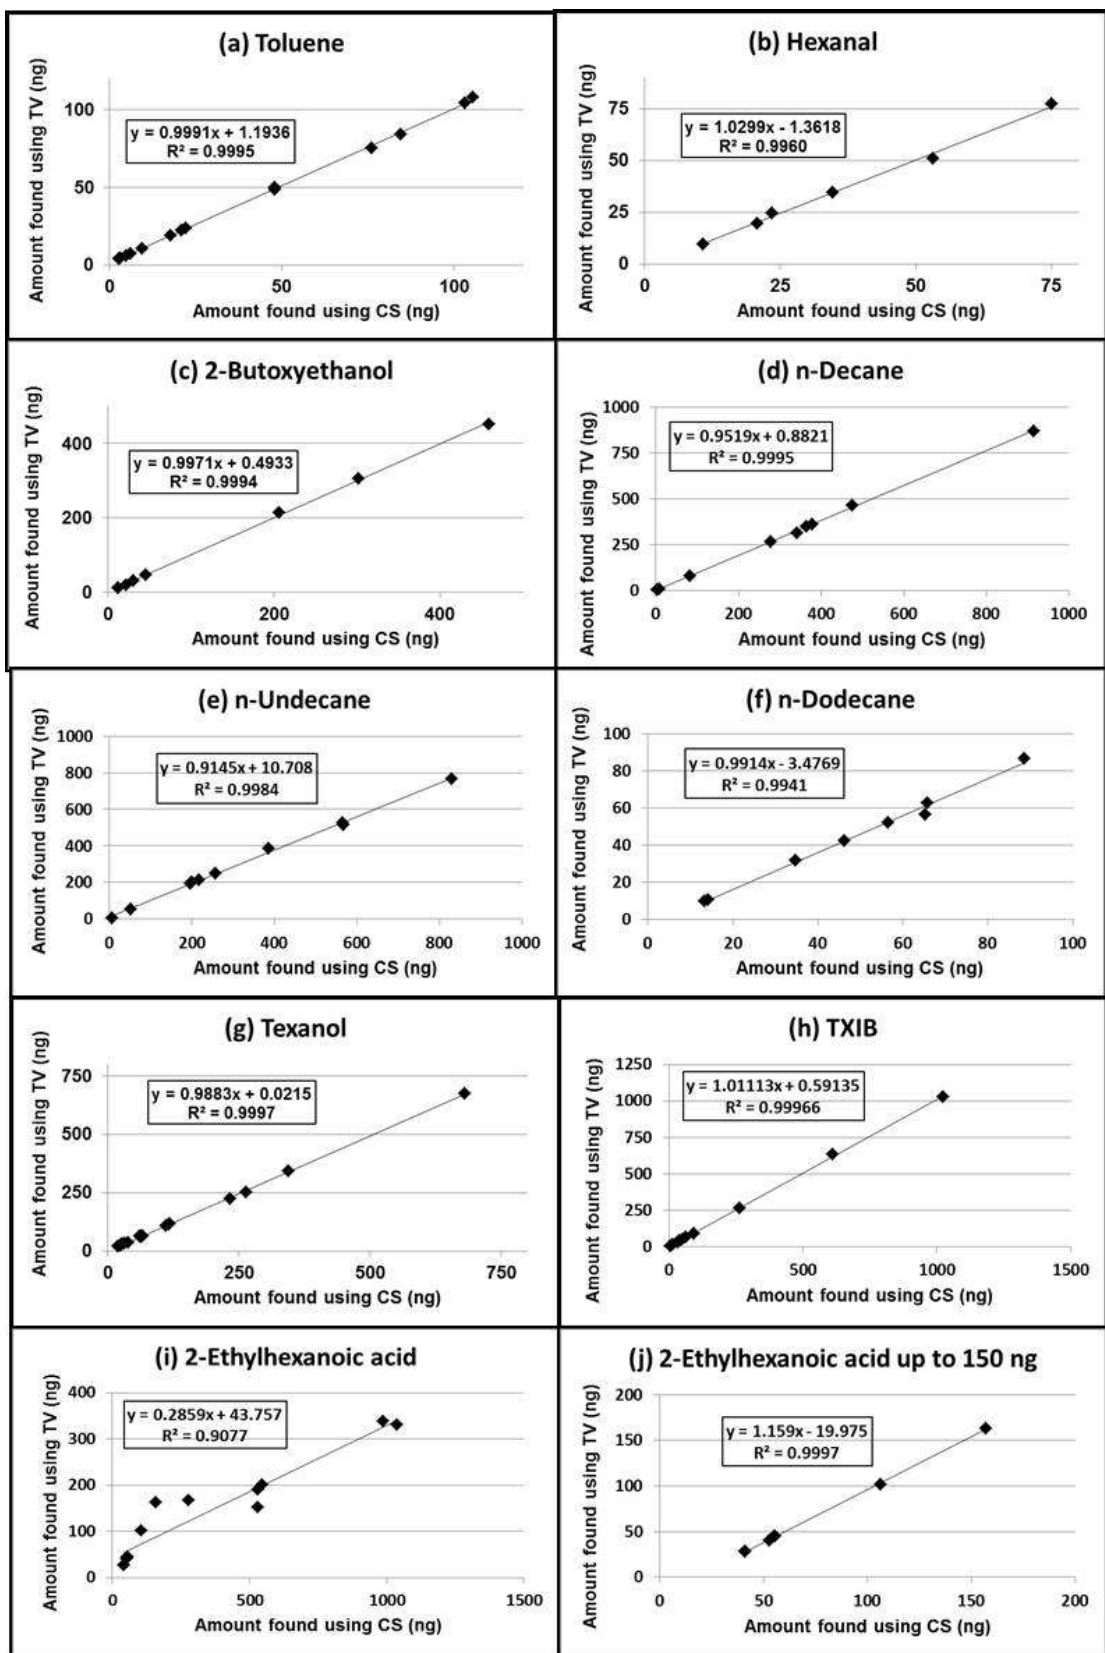 (a) Toluene
Amount found using TV (ng)
100
50
0
y = 0.9991x + 1.1936
R² = 0.9995
0 50 100
Amount found using CS (ng)
(b) Hexanal
Amount found using TV (ng)
75
50
25
0
y = 1.0299x - 1.3618
R² = 0.9960
0 25 50 75
Amount found using CS (ng)
(c) 2-Butoxyethanol
Amount found using TV (ng)
400
200
0
y = 0.9971x + 0.4933
R² = 0.9994
0 200 400
Amount found using CS (ng)
(d) n-Decane
Amount found using TV (ng)
1000
750
500
250
0
y = 0.9519x + 0.8821
R² = 0.9995
0 200 400 600 800 1000
Amount found using CS (ng)
(e) n-Undecane
Amount found using TV (ng)
1000
800
600
400
200
0
y = 0.9145x + 10.708
R² = 0.9984
0 200 400 600 800 1000
Amount found using CS (ng)
(f) n-Dodecane
Amount found using TV (ng)
100
80
60
40
20
0
y = 0.9914x - 3.4769
R² = 0.9941
0 20 40 60 80 100
Amount found using CS (ng)
(g) Texanol
Amount found using TV (ng)
750
500
250
0
y = 0.9883x + 0.0215
R² = 0.9997
0 250 500 750
Amount found using CS (ng)
(h) TXIB
Amount found using TV (ng)
1250
1000
750
500
250
0
y = 1.01113x + 0.59135
R² = 0.99966
0 500 1000 1500
Amount found using CS (ng)
(i) 2-Ethylhexanoic acid
Amount found using TV (ng)
400
300
200
100
0
y = 0.2859x + 43.757
R² = 0.9077
0 500 1000 1500
Amount found using CS (ng)
(j) 2-Ethylhexanoic acid up to 150 ng
Amount found using TV (ng)
200
150
100
50
0
y = 1.159x - 19.975
R² = 0.9997
0 50 100 150 200
Amount found using CS (ng)